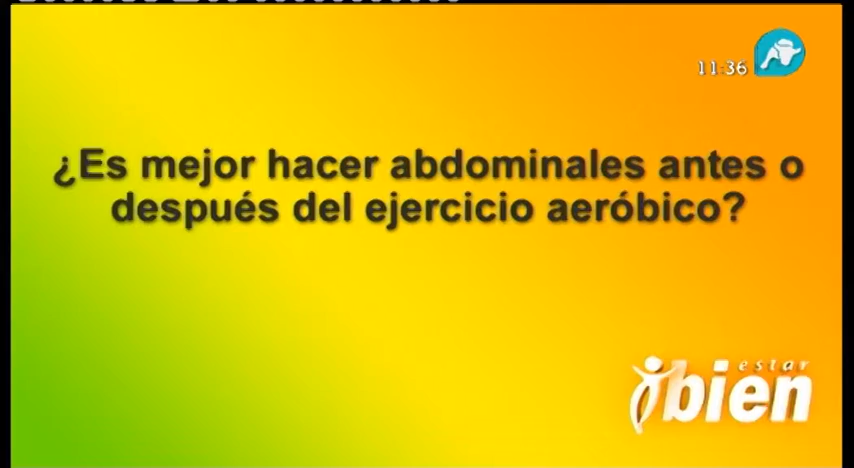 11:36
¿Es mejor hacer abdominales antes o
después del ejercicio aeróbico?
estar
bien